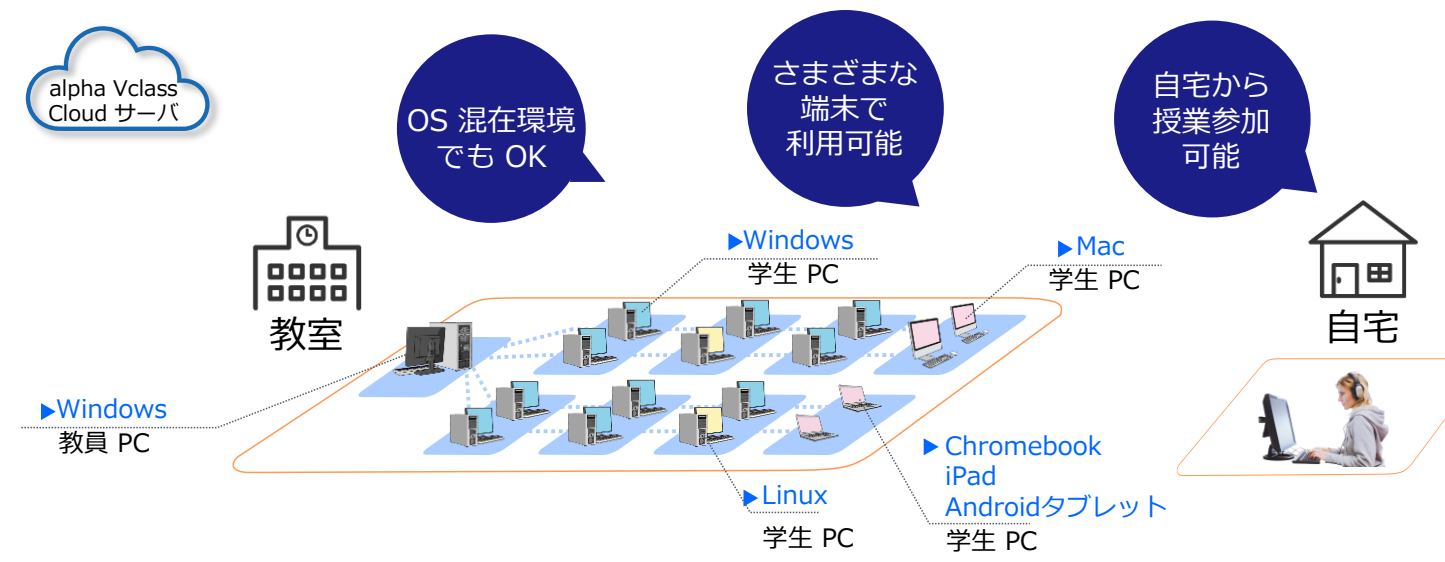 alpha Vclass
Cloud サーバ
OS 混在環境
でも OK
さまざまな
端末で
利用可能
自宅から
授業参加
可能
教室
▶Windows
学生 PC
▶Mac
学生 PC
自宅
▶Windows
教員 PC
▶Linux
学生 PC
▶Chromebook
iPad
Androidタブレット
学生 PC